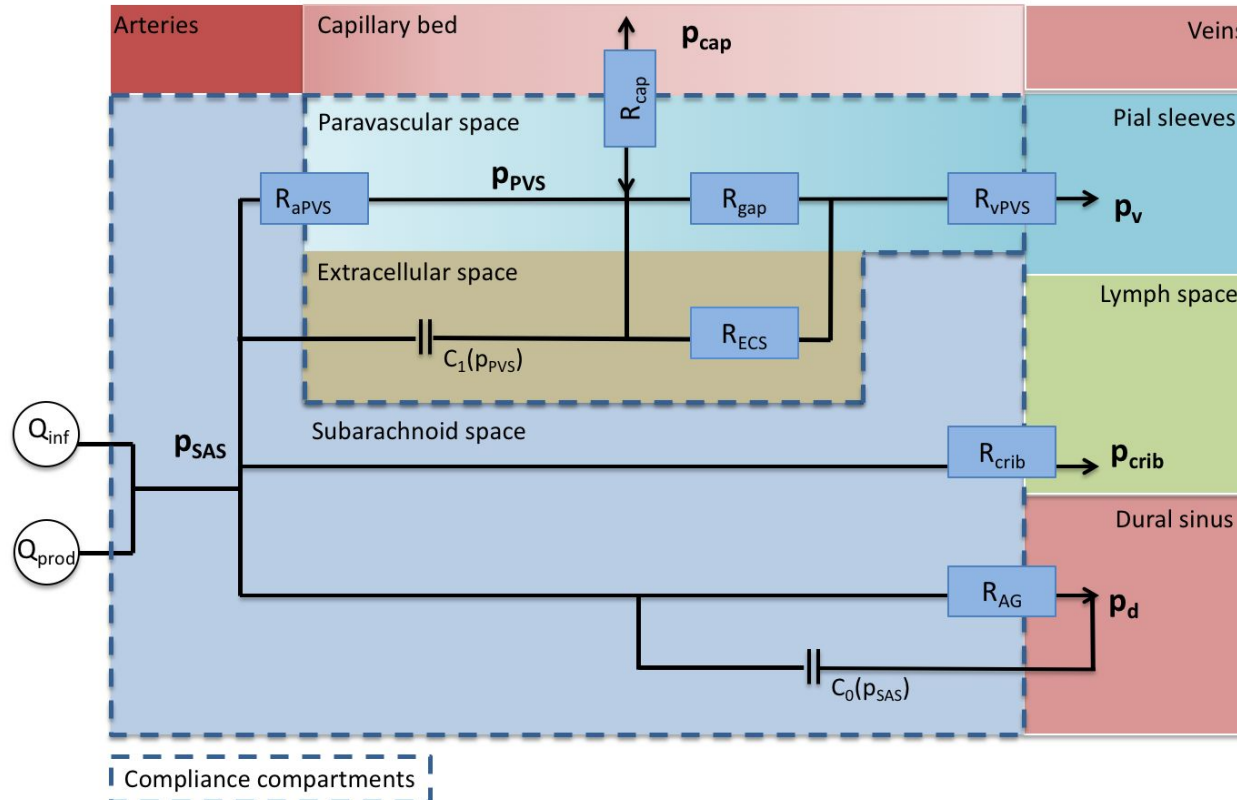 Arteries
Capillary bed
p_cap
Veins
R_cap
Paravascular space
Pial sleeves
R_aPVS
p_PVS
R_gap
R_vPVS
p_v
Extracellular space
Lymph space
R_ECS
C_1(p_PVS)
Q_inf
p_SAS
Subarachnoid space
R_crib
p_crib
Dural sinus
Q_prod
R_AG
p_d
C_0(p_SAS)
Compliance compartments